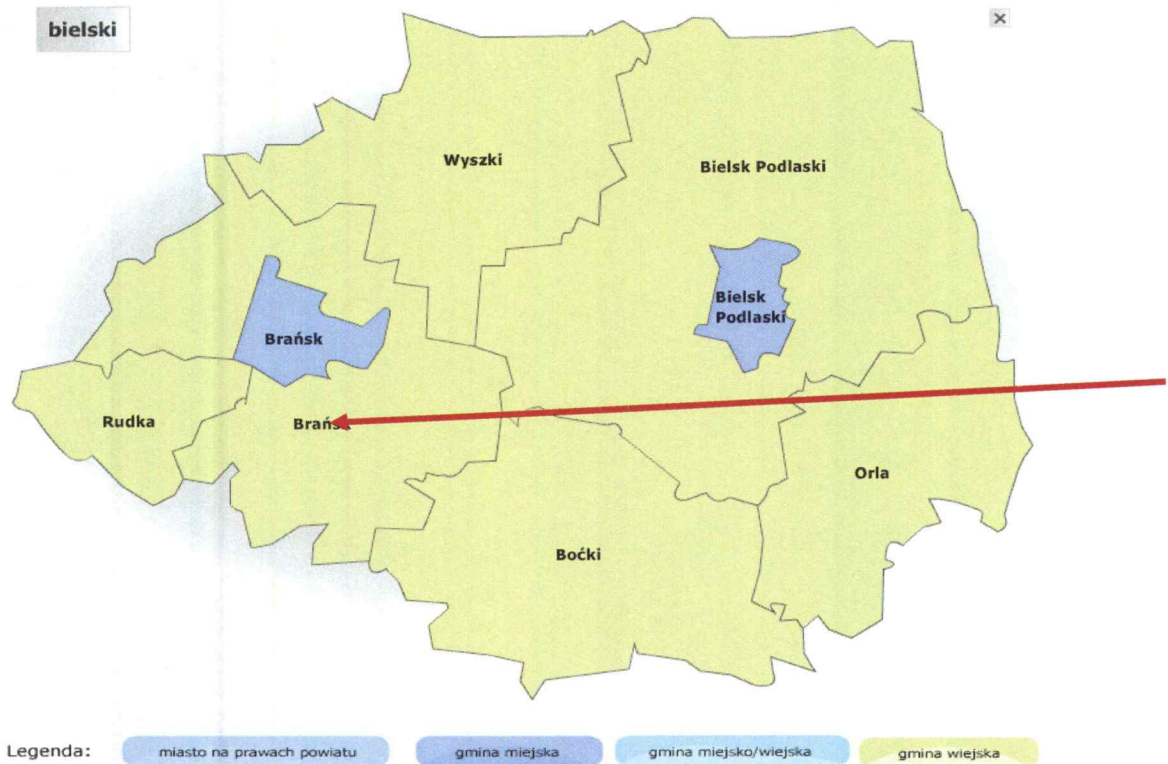 bielski
Wyszki
Bielsk Podlaski
Bielsk
Podlaski
Brańsk
Rudka
Brańsk
Orla
Boćki
Legenda:
miasto na prawach powiatu
gmina miejska
gmina miejsko/wiejska
gmina wiejska